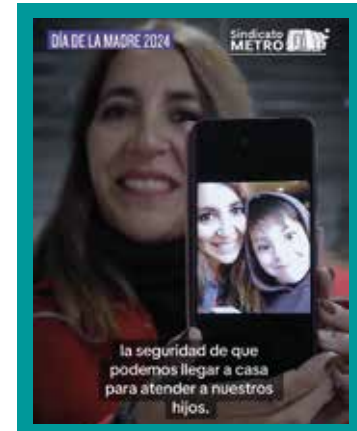 DÍA DE LA MADRE 2024
Sindicato
METRO
la seguridad de que
podemos llegar a casa
para atender a nuestros
hijos.